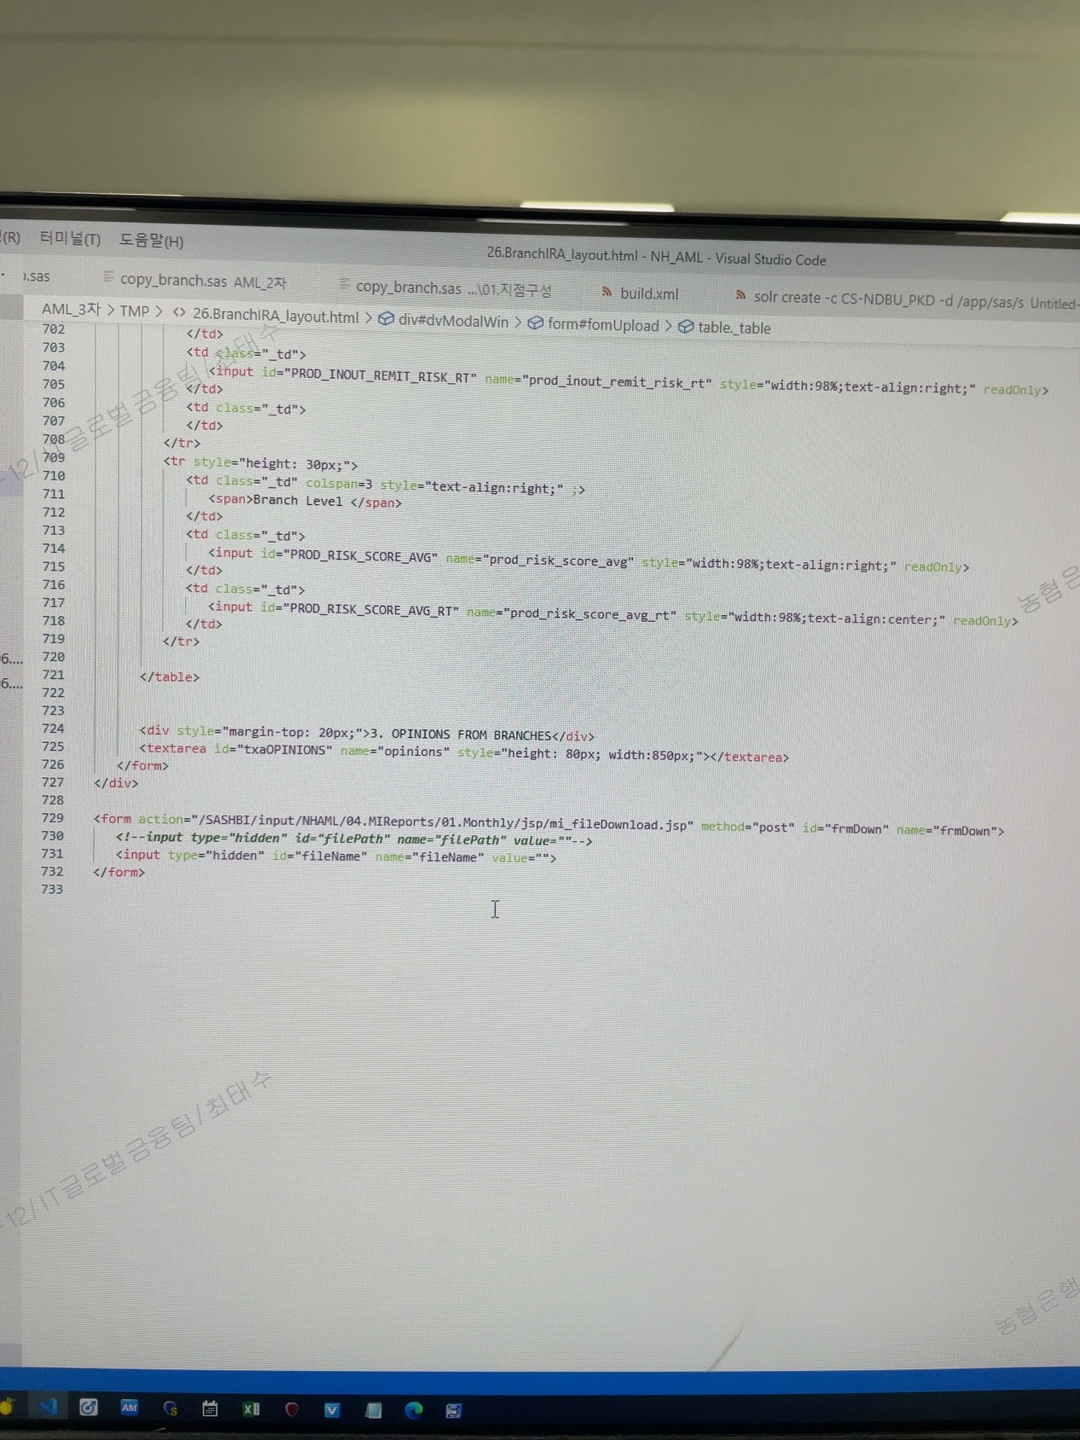 (R) 터미널(T) 도움말(H)
26.BranchIRA_layout.html - NH_AML - Visual Studio Code
.sas copy_branch.sas AML_2차 copy_branch.sas ...\01.지점구성 build.xml solr create -c CS-NDBU_PKD -d /app/sas/s Untitled-
AML_3차 > TMP > <> 26.BranchIRA_layout.html > div#dvModalWin > form#fomUpload > table._table
702 </td>
703 <td class="_td">
704 <input id="PROD_INOUT_REMIT_RISK_RT" name="prod_inout_remit_risk_rt" style="width:98%;text-align:right;" readOnly>
705 </td>
706 <td class="_td">
707 </td>
708 </tr>
709 <tr style="height: 30px;">
710 <td class="_td" colspan=3 style="text-align:right;" ;>
711 <span>Branch Level </span>
712 </td>
713 <td class="_td">
714 <input id="PROD_RISK_SCORE_AVG" name="prod_risk_score_avg" style="width:98%;text-align:right;" readOnly>
715 </td>
716 <td class="_td">
717 <input id="PROD_RISK_SCORE_AVG_RT" name="prod_risk_score_avg_rt" style="width:98%;text-align:center;" readOnly>
718 </td>
719 </tr>
720
721 </table>
722
723
724 <div style="margin-top: 20px;">3. OPINIONS FROM BRANCHES</div>
725 <textarea id="txaOPINIONS" name="opinions" style="height: 80px; width:850px;"></textarea>
726 </form>
727 </div>
728
729 <form action="/SASHBI/input/NHAML/04.MIReports/01.Monthly/jsp/mi_fileDownload.jsp" method="post" id="frmDown" name="frmDown">
730 <!--input type="hidden" id="filePath" name="filePath" value=""-->
731 <input type="hidden" id="fileName" name="fileName" value="">
732 </form>
733
6....
6....
-12/IT글로벌금융팀/최태수
농협은
-12/IT글로벌금융팀/최태수
농협은행
AM
V